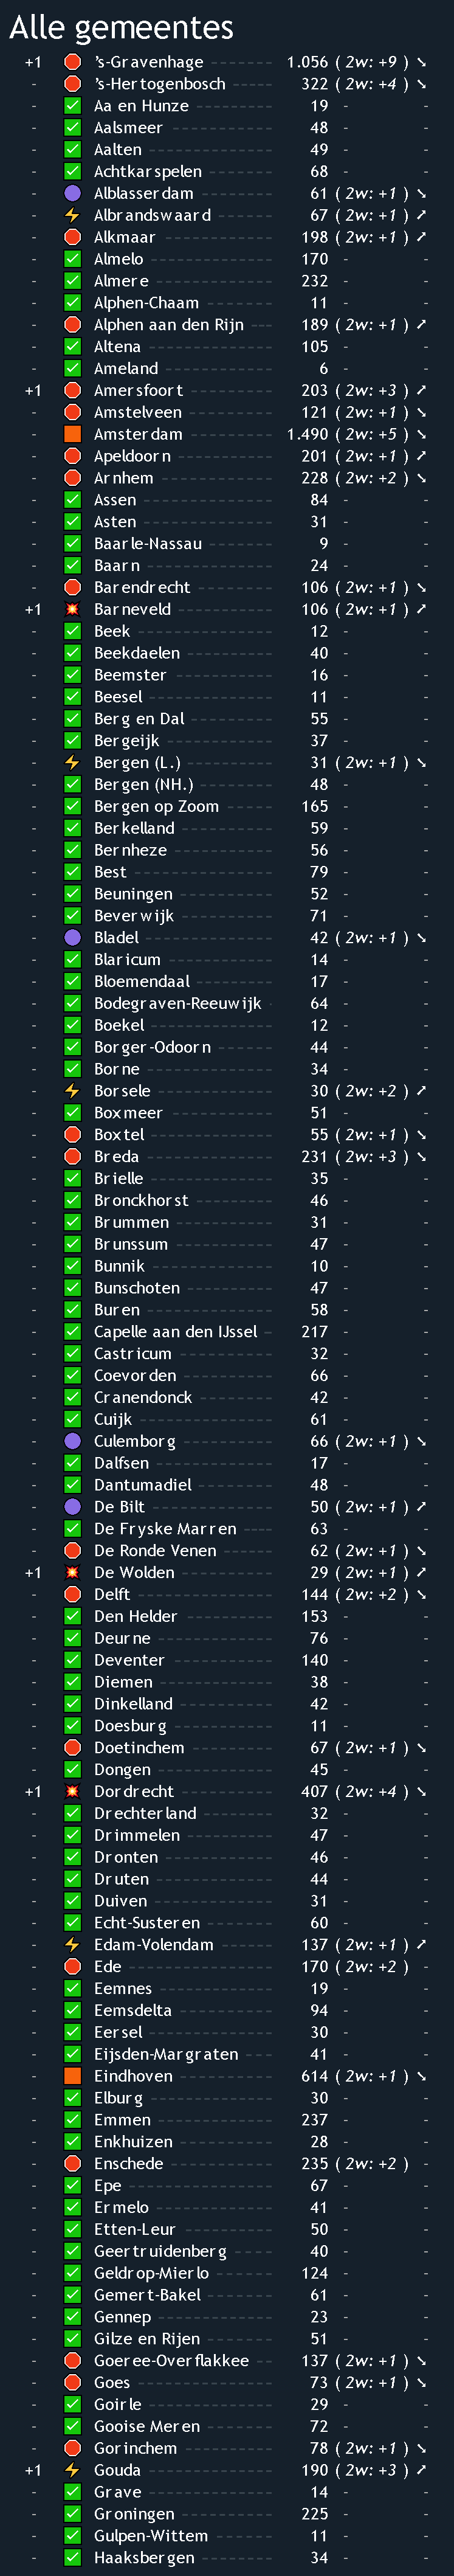 Alle gemeentes
+1 's-Gravenhage 1.056 ( 2w: +9 ) ↘
- 's-Hertogenbosch 322 ( 2w: +4 ) ↘
- Aa en Hunze 19 - -
- Aalsmeer 48 - -
- Aalten 49 - -
- Achtkarspelen 68 - -
- Alblasserdam 61 ( 2w: +1 ) ↘
- Albrandswaard 67 ( 2w: +1 ) ↗
- Alkmaar 198 ( 2w: +1 ) ↗
- Almelo 170 - -
- Almere 232 - -
- Alphen-Chaam 11 - -
- Alphen aan den Rijn 189 ( 2w: +1 ) ↗
- Altena 105 - -
- Ameland 6 - -
+1 Amersfoort 203 ( 2w: +3 ) ↗
- Amstelveen 121 ( 2w: +1 ) ↘
- Amsterdam 1.490 ( 2w: +5 ) ↘
- Apeldoorn 201 ( 2w: +1 ) ↗
- Arnhem 228 ( 2w: +2 ) ↘
- Assen 84 - -
- Asten 31 - -
- Baarle-Nassau 9 - -
- Baarn 24 - -
- Barendrecht 106 ( 2w: +1 ) ↘
+1 Barneveld 106 ( 2w: +1 ) ↗
- Beek 12 - -
- Beekdaelen 40 - -
- Beemster 16 - -
- Beesel 11 - -
- Berg en Dal 55 - -
- Bergeijk 37 - -
- Bergen (L.) 31 ( 2w: +1 ) ↘
- Bergen (NH.) 48 - -
- Bergen op Zoom 165 - -
- Berkelland 59 - -
- Bernheze 56 - -
- Best 79 - -
- Beuningen 52 - -
- Beverwijk 71 - -
- Bladel 42 ( 2w: +1 ) ↘
- Blaricum 14 - -
- Bloemendaal 17 - -
- Bodegraven-Reeuwijk 64 - -
- Boekel 12 - -
- Borger-Odoorn 44 - -
- Borne 34 - -
- Borsele 30 ( 2w: +2 ) ↗
- Boxmeer 51 - -
- Boxtel 55 ( 2w: +1 ) ↘
- Breda 231 ( 2w: +3 ) ↘
- Brielle 35 - -
- Bronckhorst 46 - -
- Brummen 31 - -
- Brunssum 47 - -
- Bunnik 10 - -
- Bunschoten 47 - -
- Buren 58 - -
- Capelle aan den IJssel 217 - -
- Castricum 32 - -
- Coevorden 66 - -
- Cranendonck 42 - -
- Cuijk 61 - -
- Culemborg 66 ( 2w: +1 ) ↘
- Dalfsen 17 - -
- Dantumadiel 48 - -
- De Bilt 50 ( 2w: +1 ) ↗
- De Fryske Marren 63 - -
- De Ronde Venen 62 ( 2w: +1 ) ↘
+1 De Wolden 29 ( 2w: +1 ) ↗
- Delft 144 ( 2w: +2 ) ↘
- Den Helder 153 - -
- Deurne 76 - -
- Deventer 140 - -
- Diemen 38 - -
- Dinkelland 42 - -
- Doesburg 11 - -
- Doetinchem 67 ( 2w: +1 ) ↘
- Dongen 45 - -
+1 Dordrecht 407 ( 2w: +4 ) ↘
- Drechterland 32 - -
- Drimmelen 47 - -
- Dronten 46 - -
- Druten 44 - -
- Duiven 31 - -
- Echt-Susteren 60 - -
- Edam-Volendam 137 ( 2w: +1 ) ↗
- Ede 170 ( 2w: +2 ) -
- Eemnes 19 - -
- Eemsdelta 94 - -
- Eersel 30 - -
- Eijsden-Margraten 41 - -
- Eindhoven 614 ( 2w: +1 ) ↘
- Elburg 30 - -
- Emmen 237 - -
- Enkhuizen 28 - -
- Enschede 235 ( 2w: +2 ) -
- Epe 67 - -
- Ermelo 41 - -
- Etten-Leur 50 - -
- Geertruidenberg 40 - -
- Geldrop-Mierlo 124 - -
- Gemert-Bakel 61 - -
- Gennep 23 - -
- Gilze en Rijen 51 - -
- Goeree-Overflakkee 137 ( 2w: +1 ) ↘
- Goes 73 ( 2w: +1 ) ↘
- Goirle 29 - -
- Gooise Meren 72 - -
- Gorinchem 78 ( 2w: +1 ) ↘
+1 Gouda 190 ( 2w: +3 ) ↗
- Grave 14 - -
- Groningen 225 - -
- Gulpen-Wittem 11 - -
- Haaksbergen 34 - -